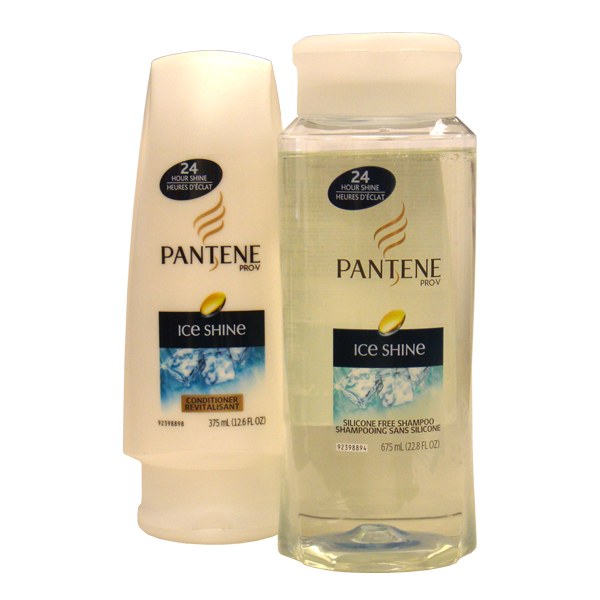 24
HOUR SHINE
HEURES D'ÉCLAT
PANTENE
PRO-V
ICe SHINe
CONDITIONER
REVITALISANT
92398898
375 mL (12.6 FL OZ)
24
HOUR SHINE
HEURES D'ÉCLAT
PANTENE
PRO-V
ICe SHINe
SILICONE FREE SHAMPOO
SHAMPOOING SANS SILICONE
92398894
675 mL (22.8 FL OZ)